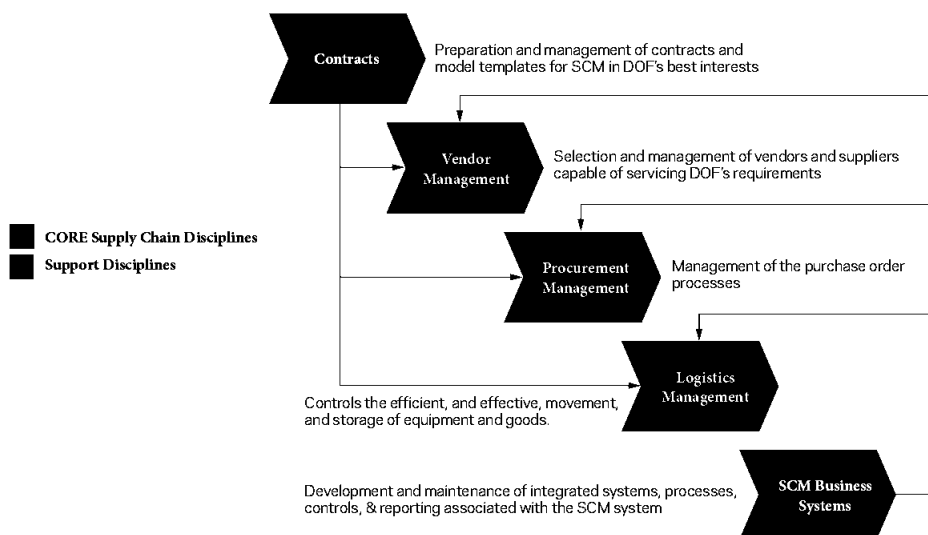 Contracts
Preparation and management of contracts and
model templates for SCM in DOF's best interests
Vendor
Management
Selection and management of vendors and suppliers
capable of servicing DOF's requirements
CORE Supply Chain Disciplines
Support Disciplines
Procurement
Management
Management of the purchase order
processes
Logistics
Management
Controls the efficient, and effective, movement,
and storage of equipment and goods.
SCM Business
Systems
Development and maintenance of integrated systems, processes,
controls, & reporting associated with the SCM system